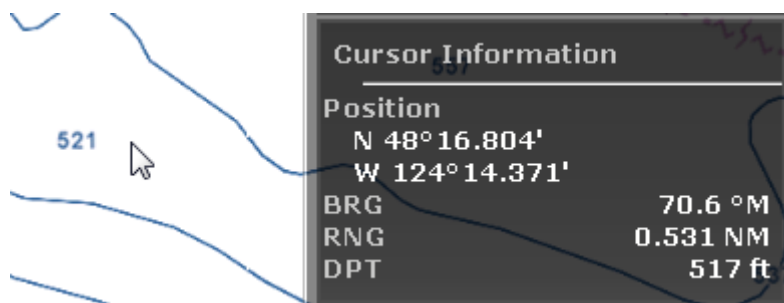 Cursor Information
537
Position
521
N 48°16.804'
W 124°14.371'
BRG 70.6 °M
RNG 0.531 NM
DPT 517 ft